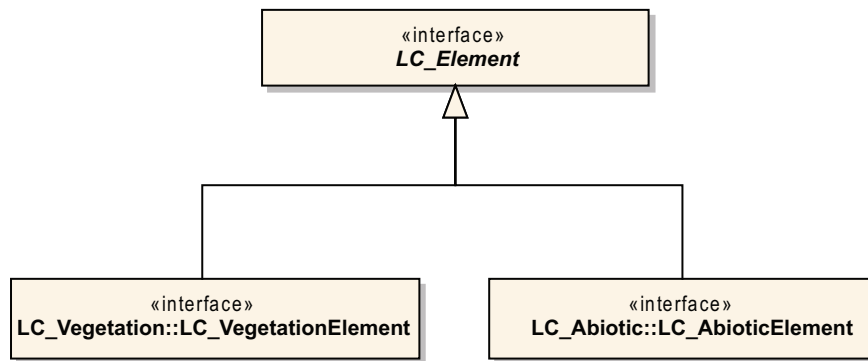 «interface»
LC_Element
«interface»
LC_Vegetation::LC_VegetationElement
«interface»
LC_Abiotic::LC_AbioticElement